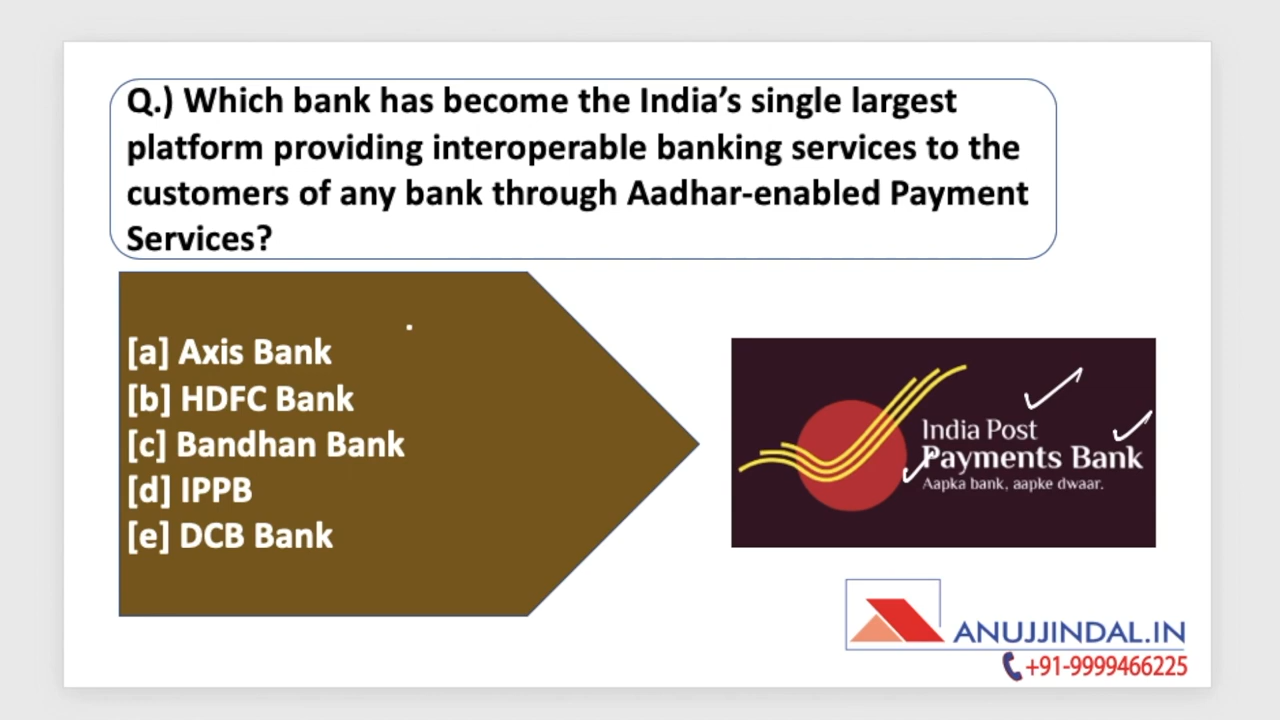 Q.) Which bank has become the India’s single largest
platform providing interoperable banking services to the
customers of any bank through Aadhar-enabled Payment
Services?
[a] Axis Bank
[b] HDFC Bank
[c] Bandhan Bank
[d] IPPB
[e] DCB Bank
India Post
Payments Bank
Aapka bank, aapke dwaar.
ANUJJINDAL.IN
+91-9999466225